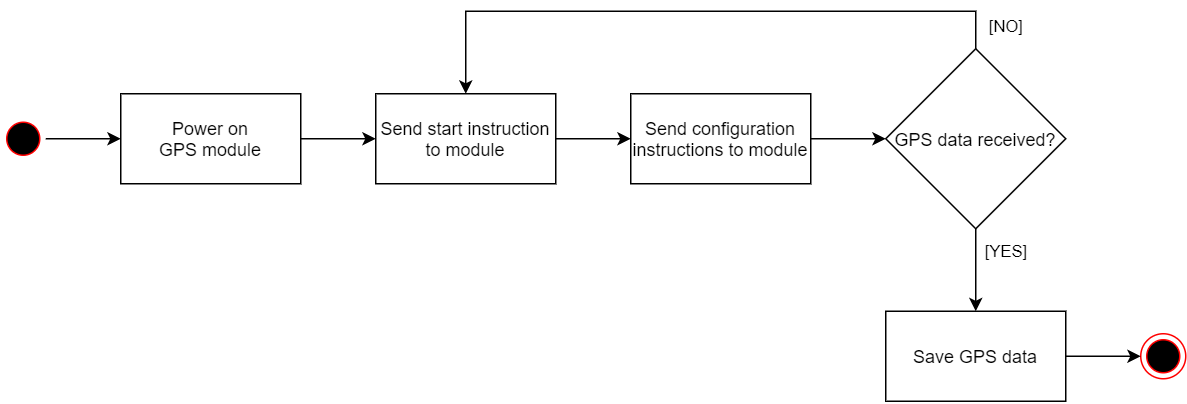 [NO]
Power on
GPS module
Send start instruction
to module
Send configuration
instructions to module
GPS data received?
[YES]
Save GPS data